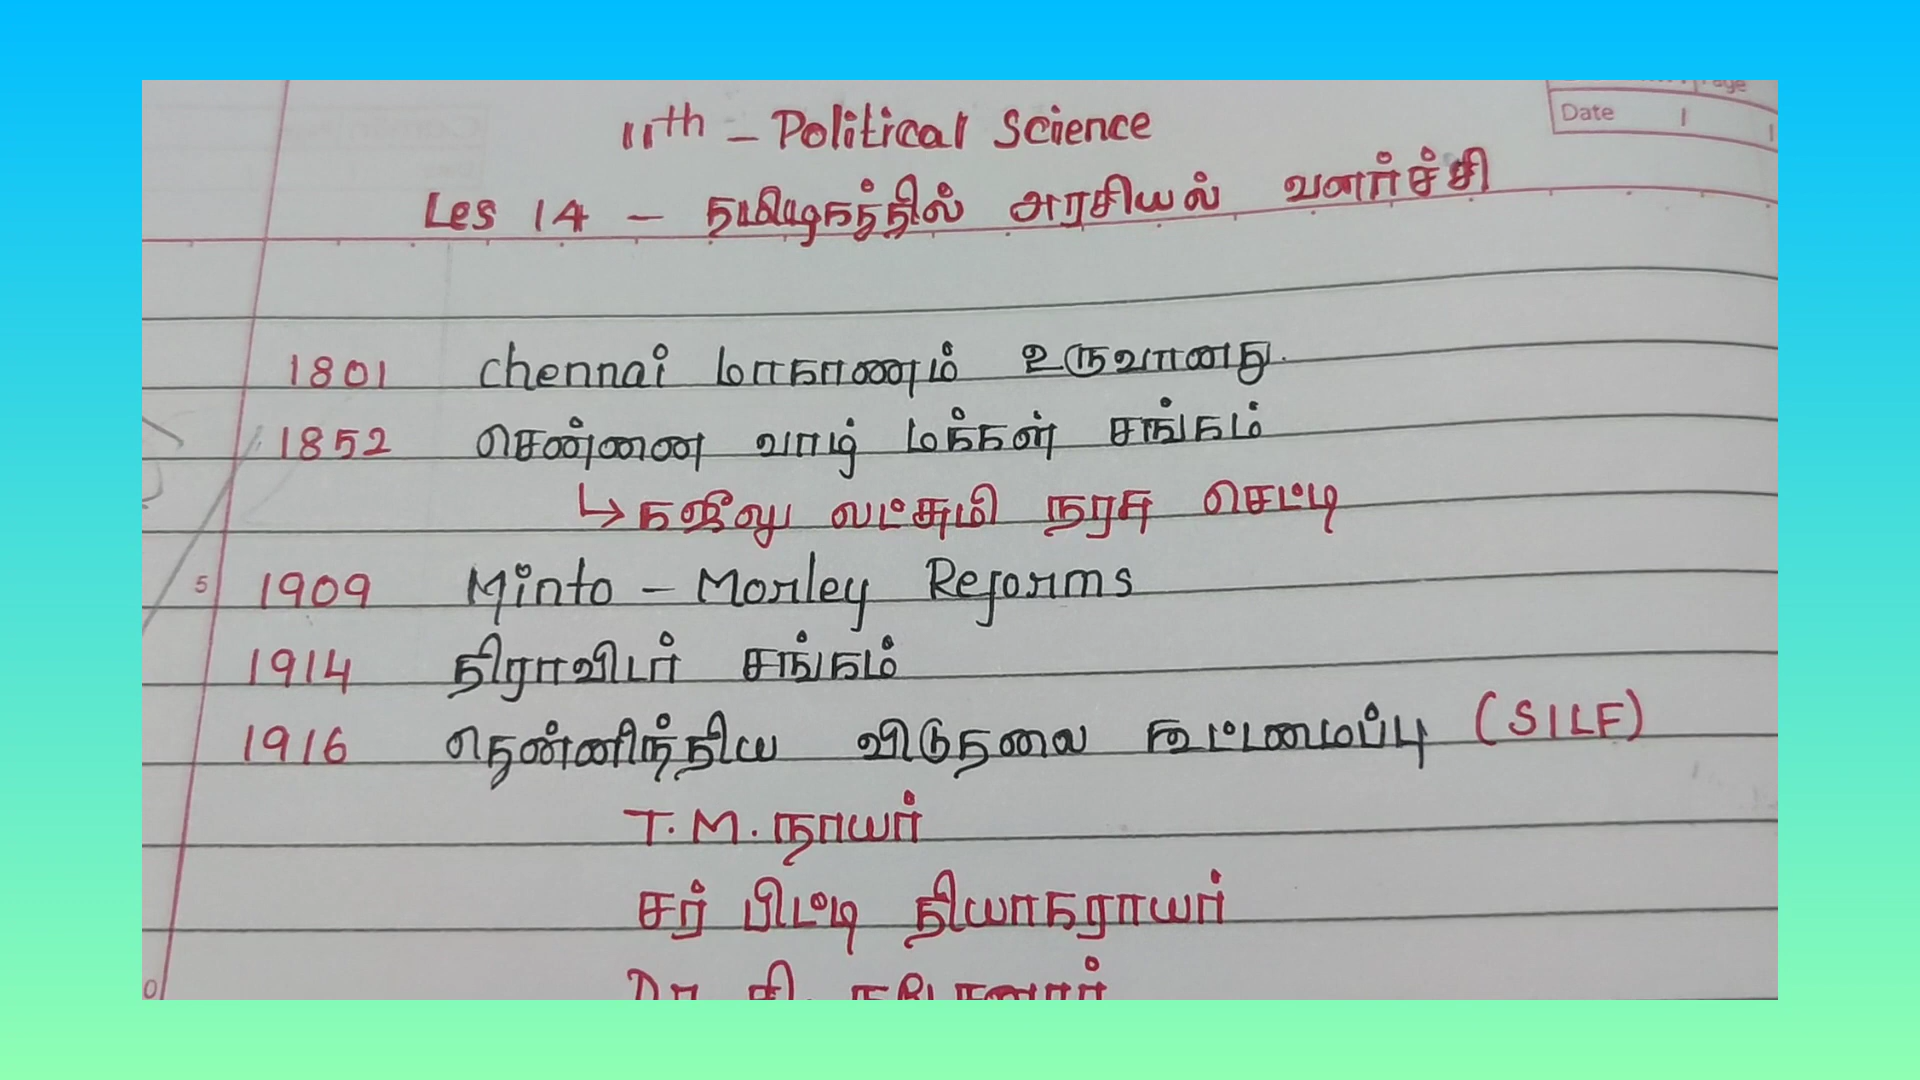 11th - Political Science
Date
Les 14 - தமிழகத்தில் அரசியல் வளர்ச்சி
1801 Chennai மாகாணம் உருவானது.
1852 சென்னை வாழ் மக்கள் சங்கம்
↳ கஜீலு லட்சுமி நரசு செட்டி
5 1909 Minto - Morley Reforms
1914 திராவிடர் சங்கம்
1916 தென்னிந்திய விடுதலை கூட்டமைப்பு (SILF)
T.M. நாயர்
சர் பிட்டி தியாகராயர்